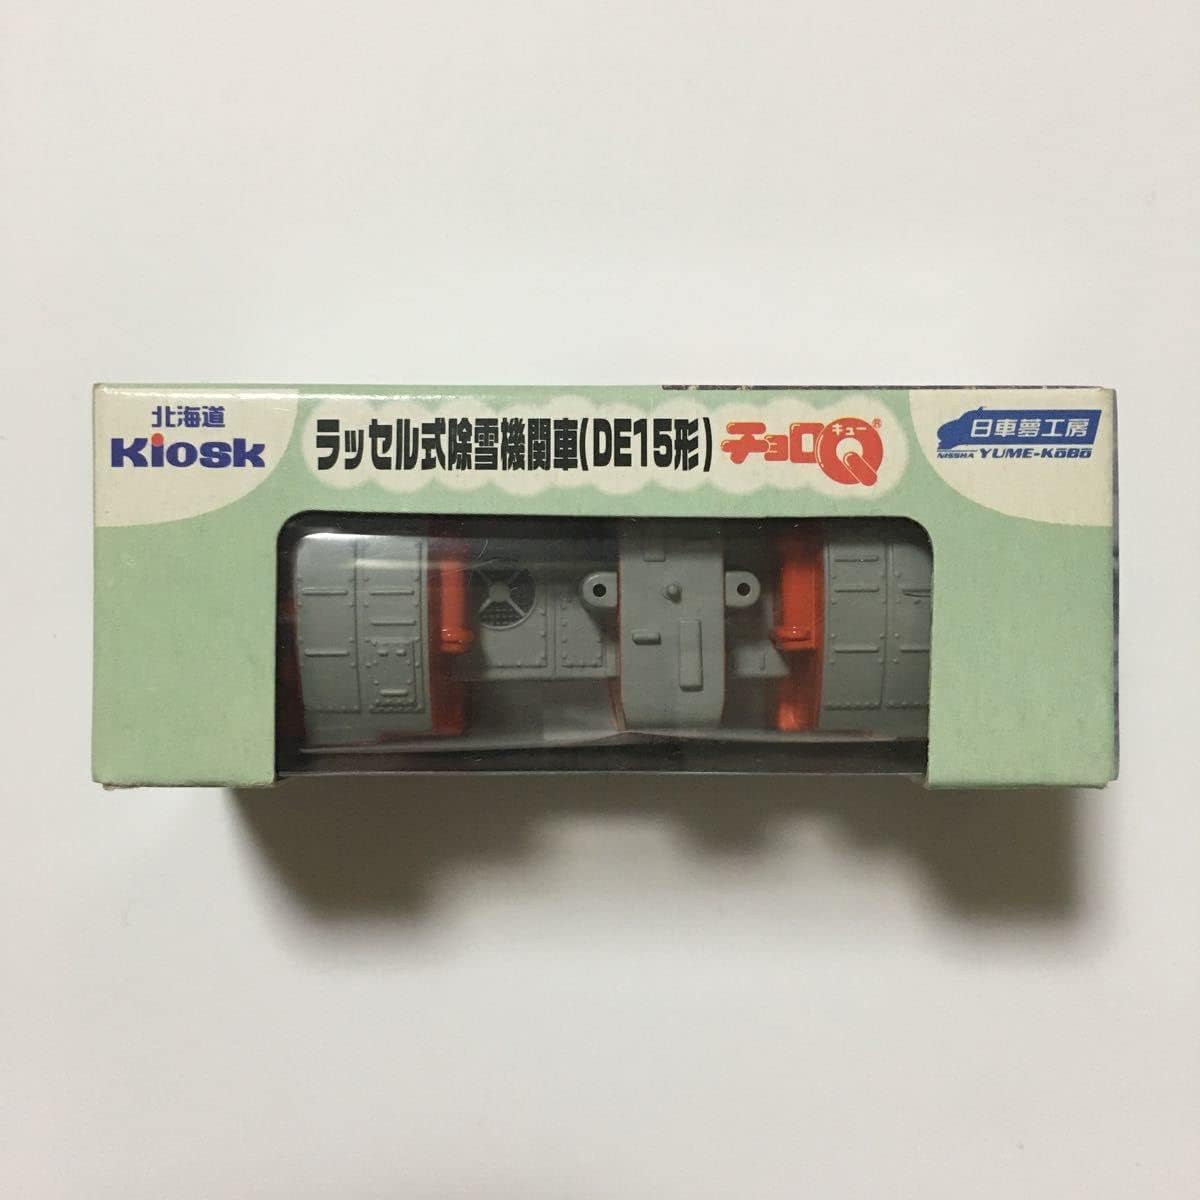 北海道
Kiosk
ラッセル式除雪機関車(DE15形)
チョロQ®
キュー
日車夢工房
NISSHA YUME-KōBō